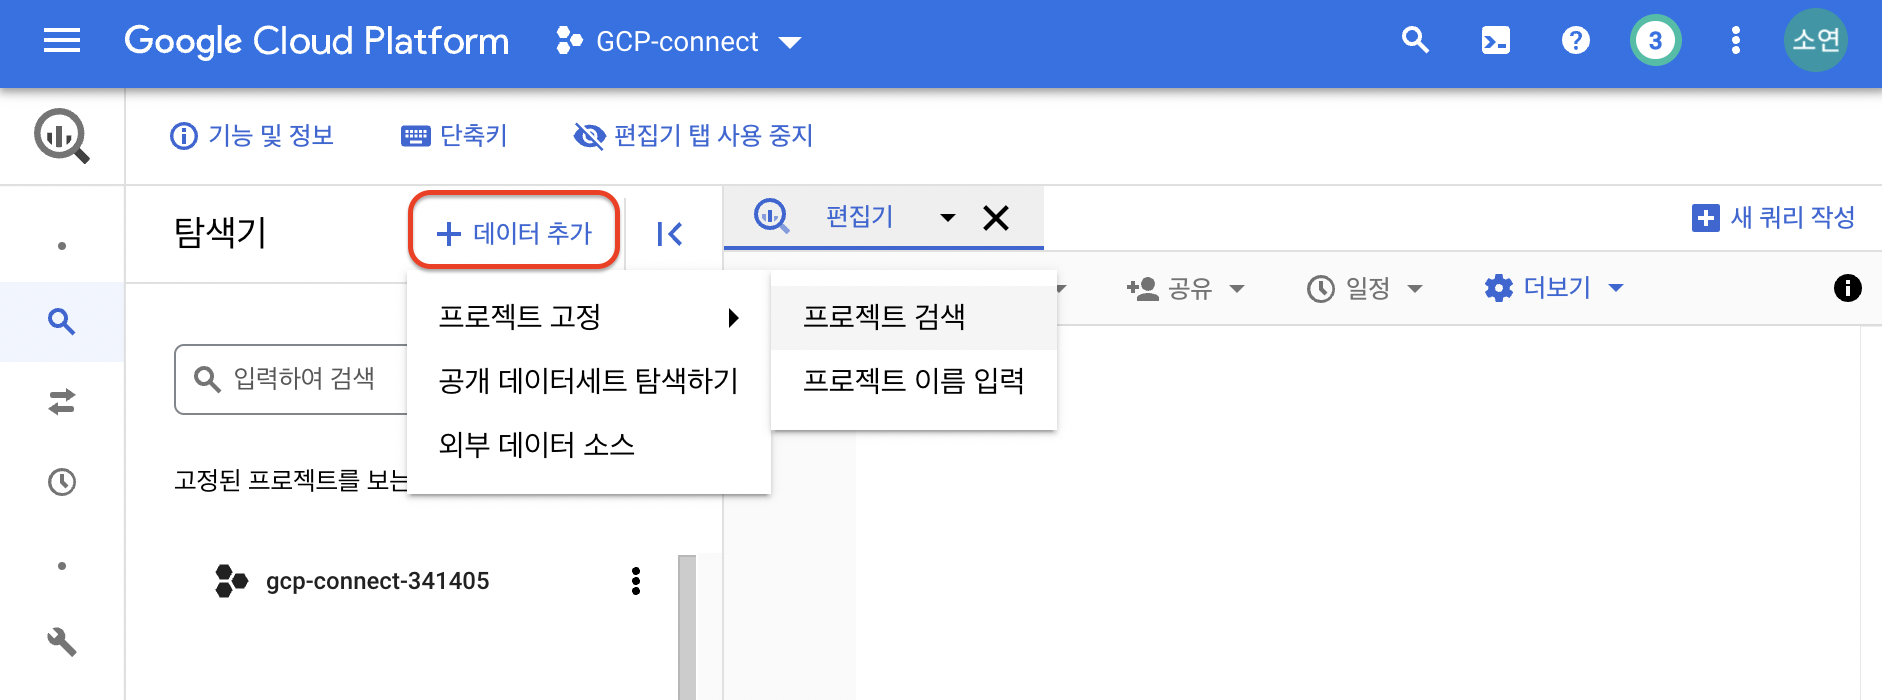 Google Cloud Platform
GCP-connect
3
소연
기능 및 정보
단축키
편집기 탭 사용 중지
탐색기
데이터 추가
편집기
새 쿼리 작성
프로젝트 고정
프로젝트 검색
공유
일정
더보기
입력하여 검색
공개 데이터세트 탐색하기
프로젝트 이름 입력
외부 데이터 소스
고정된 프로젝트를 보는
gcp-connect-341405